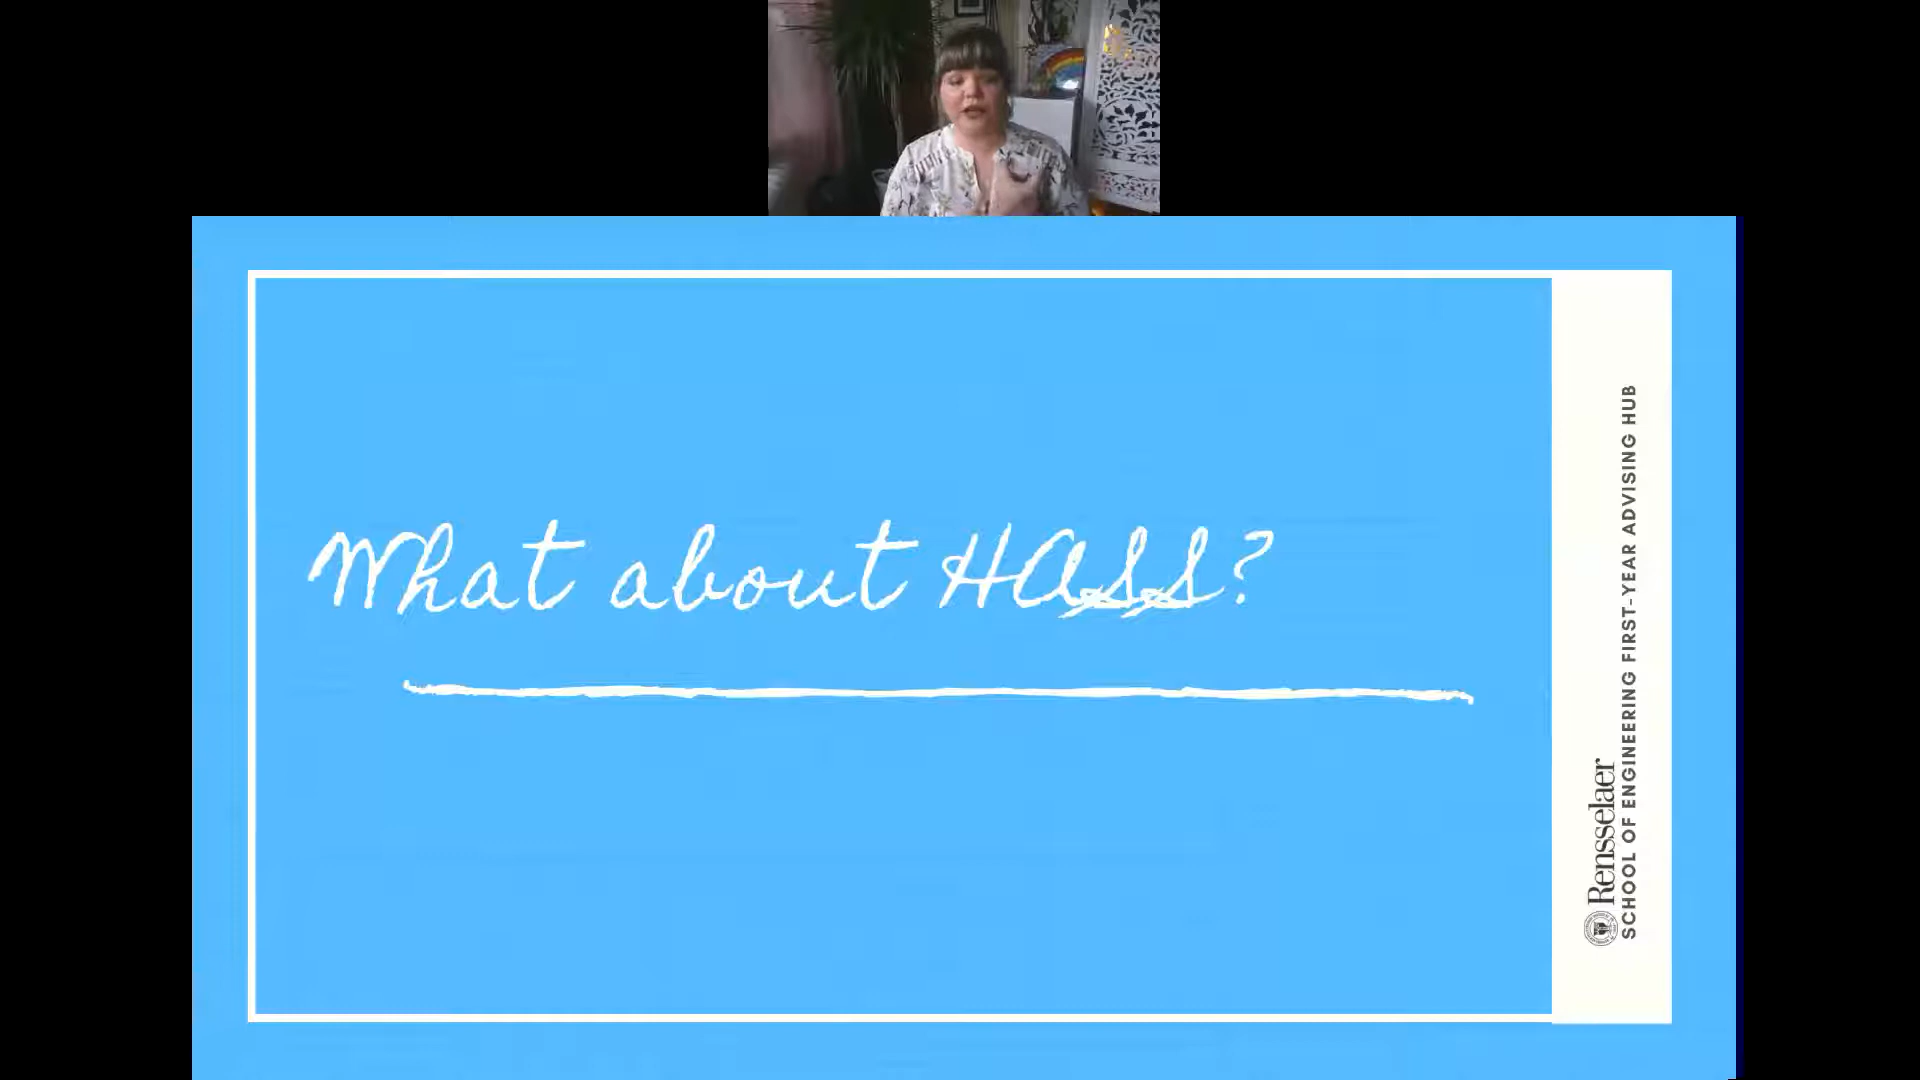 What about HASS?
Rensselaer
SCHOOL OF ENGINEERING FIRST-YEAR ADVISING HUB